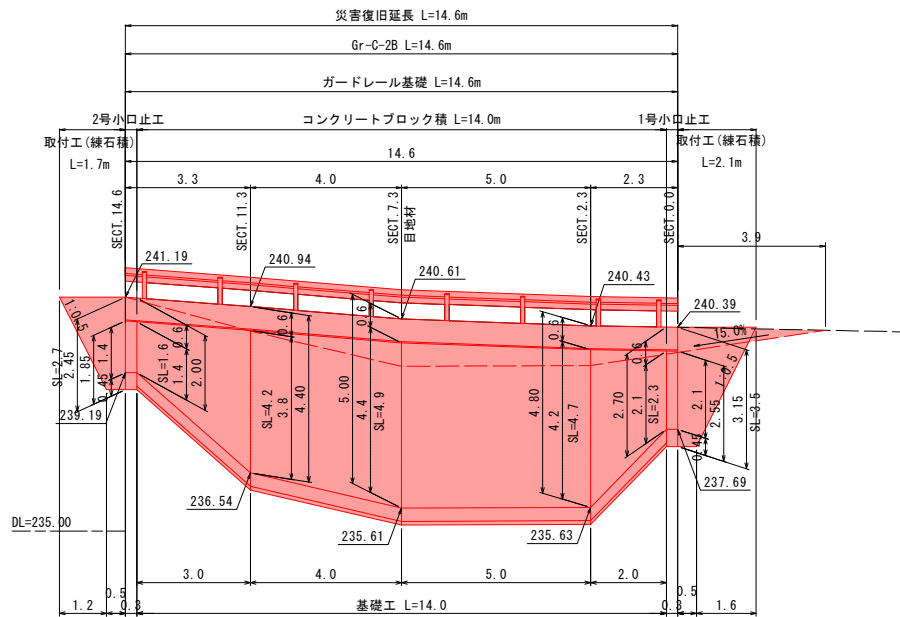 災害復旧延長 L=14.6m
Gr-C-2B L=14.6m
ガードレール基礎 L=14.6m
2号小口止工
コンクリートブロック積 L=14.0m
1号小口止工
取付工(練石積)
L=1.7m
取付工(練石積)
L=2.1m
14.6
3.3
4.0
5.0
2.3
SECT.14.6
SECT.11.3
SECT.7.3
目地材
SECT.2.3
SECT.0.0
3.9
241.19
240.94
240.61
240.43
240.39
15.0%
1:0.5
1:0.5
SL=2.7
2.45
1.85
1.4
0.45
SL=1.6
1.4
0.6
2.00
SL=4.2
3.8
0.6
4.40
5.00
4.4
0.6
SL=4.9
4.80
4.2
0.6
SL=4.7
2.70
2.1
0.6
SL=2.3
2.1
0.45
2.55
3.15
SL=3.5
239.19
236.54
235.61
235.63
237.69
DL=235.00
3.0
4.0
5.0
2.0
1.2
0.5
0.3
基礎工 L=14.0
0.3
0.5
1.6